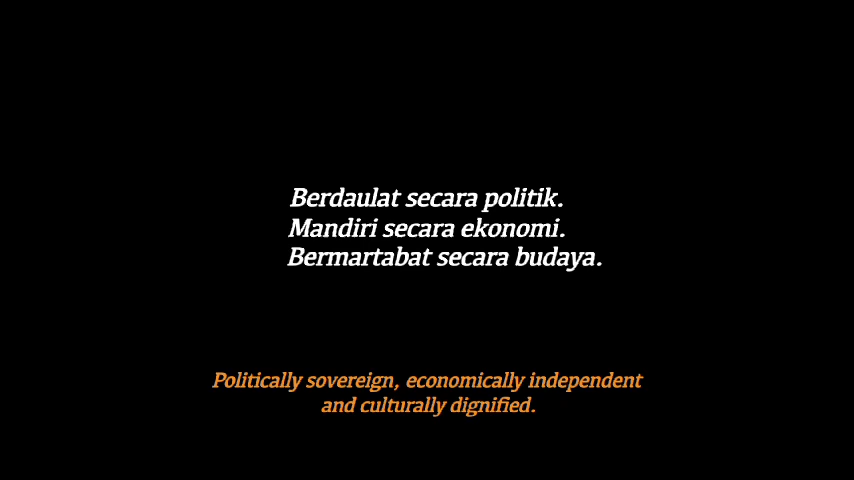 Berdaulat secara politik.
Mandiri secara ekonomi.
Bermartabat secara budaya.
Politically sovereign, economically independent
and culturally dignified.